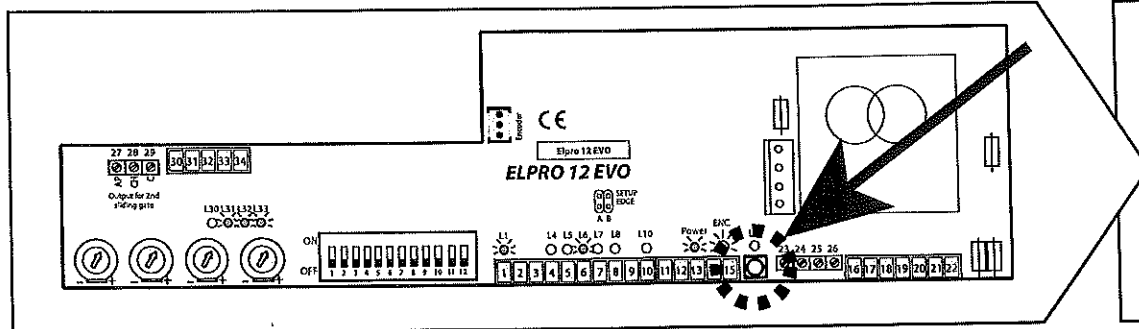 Encoder
CE
Elpro 12 EVO
ELPRO 12 EVO
27 28 29
30 31 32 33 34
AP CH C
Output for 2nd
sliding gate
L30 L31 L32 L33
SETUP
EDGE
A B
ON
OFF
1 2 3 4 5 6 7 8 9 10 11 12
L1 L4 L5 L6 L7 L8 L10 Power ENC
1 2 3 4 5 6 7 8 9 10 11 12 13 15
23 24 25 26
16 17 18 19 20 21 22
- + - + - + - +